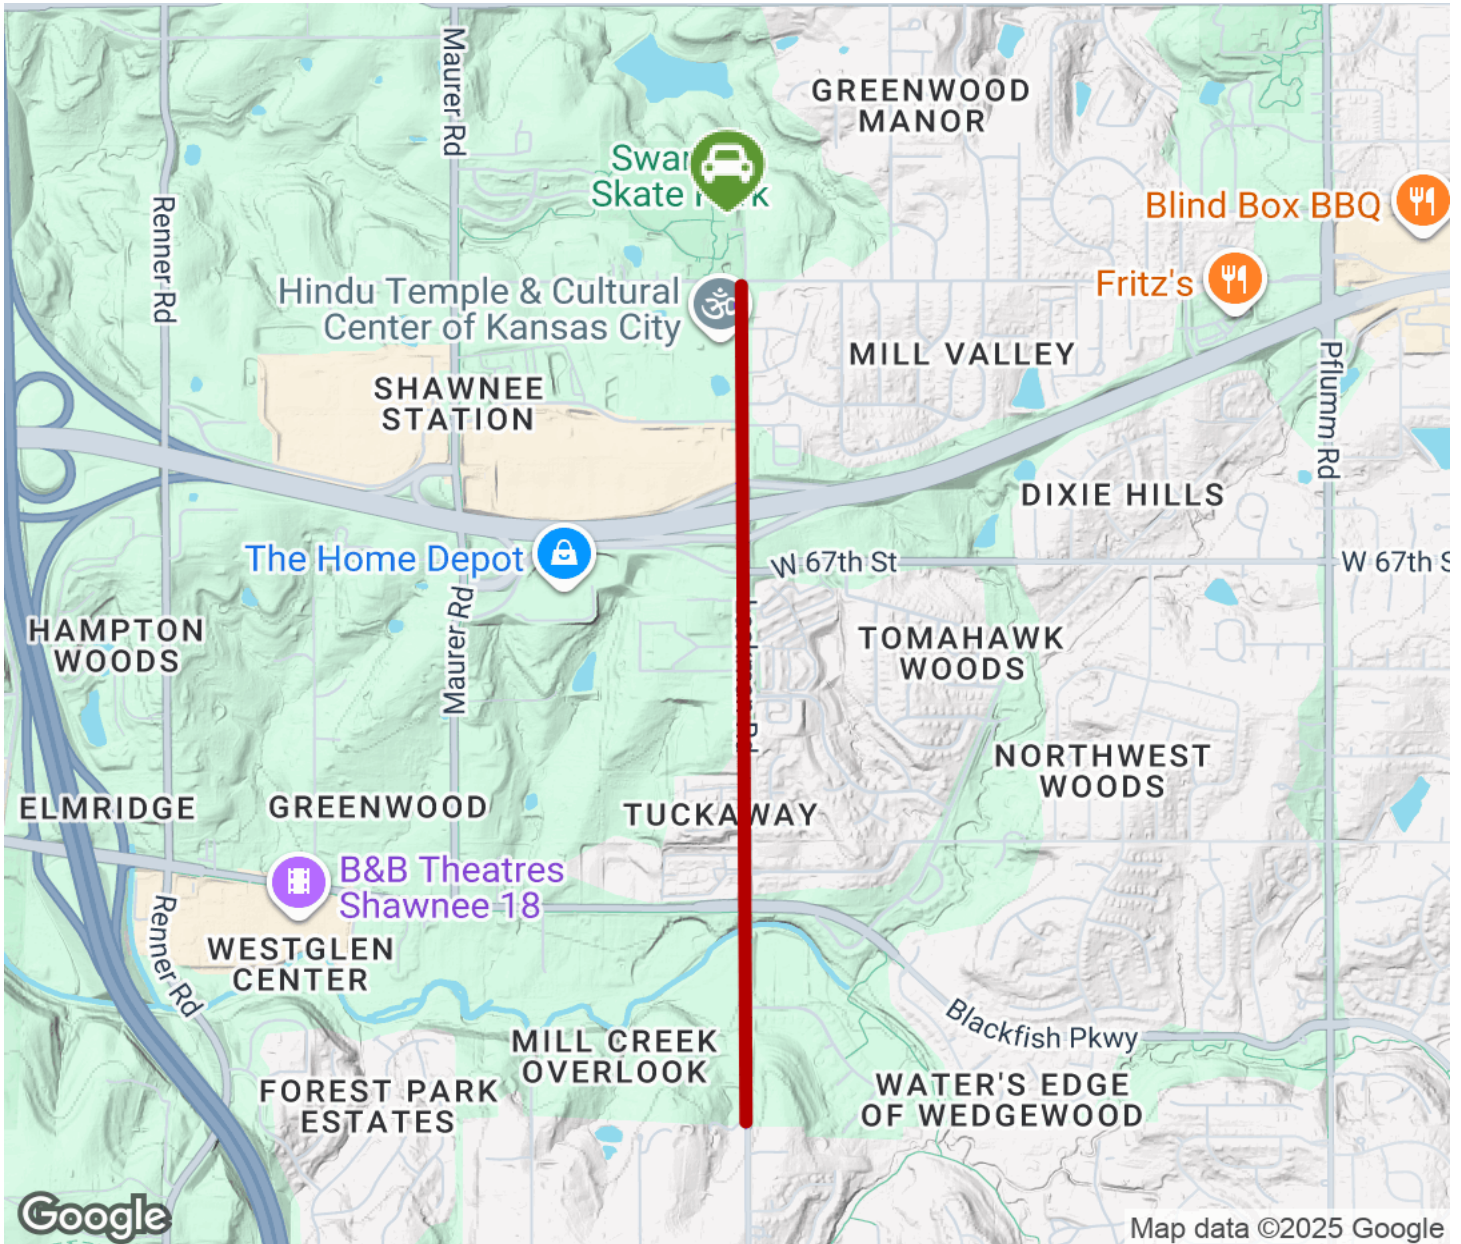 Maurer Rd
GREENWOOD
MANOR
Skate
Renner Rd
Blind Box BBQ
Fritz's
Hindu Temple & Cultural
Center of Kansas City
MILL VALLEY
SHAWNEE
STATION
Pflumm Rd
DIXIE HILLS
The Home Depot
W 67th St
W 67th S
HAMPTON
WOODS
Maurer Rd
TOMAHAWK
WOODS
NORTHWEST
WOODS
ELMRIDGE
GREENWOOD
TUCKAWAY
B&B Theatres
Shawnee 18
Renner Rd
WESTGLEN
CENTER
Blackfish Pkwy
MILL CREEK
OVERLOOK
FOREST PARK
ESTATES
WATER'S EDGE
OF WEDGEWOOD
Google
Map data ©2025 Google